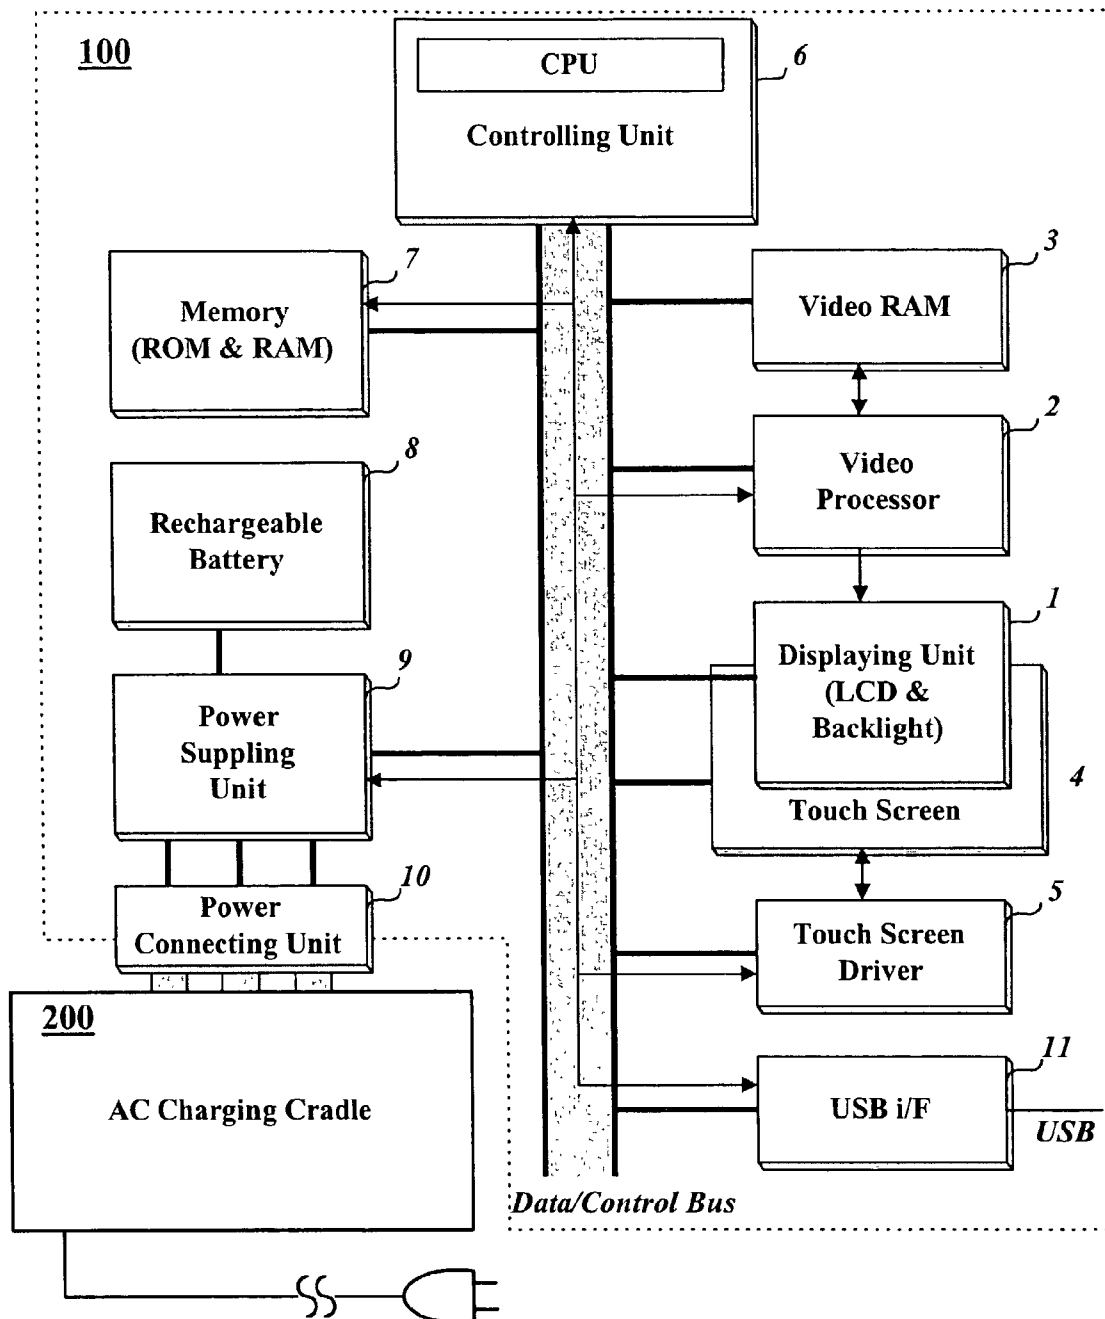 100
CPU
6
Controlling Unit
7
Memory
(ROM & RAM)
3
Video RAM
2
Video
Processor
8
Rechargeable
Battery
1
Displaying Unit
(LCD &
Backlight)
4
Touch Screen
9
Power
Suppling
Unit
10
Power
Connecting Unit
5
Touch Screen
Driver
200
AC Charging Cradle
11
USB i/F
USB
Data/Control Bus